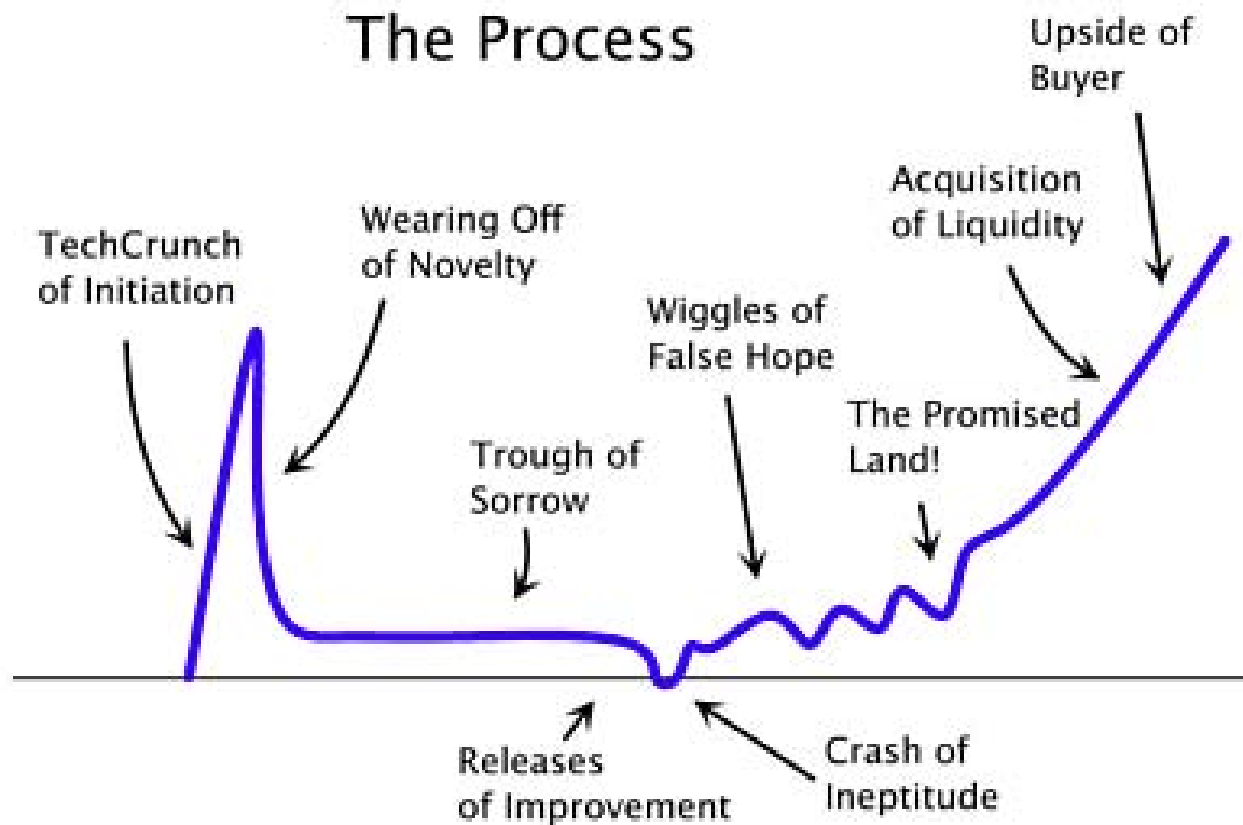 The Process
TechCrunch
of Initiation
Wearing Off
of Novelty
Trough of
Sorrow
Releases
of Improvement
Crash of
Ineptitude
Wiggles of
False Hope
The Promised
Land!
Acquisition
of Liquidity
Upside of
Buyer